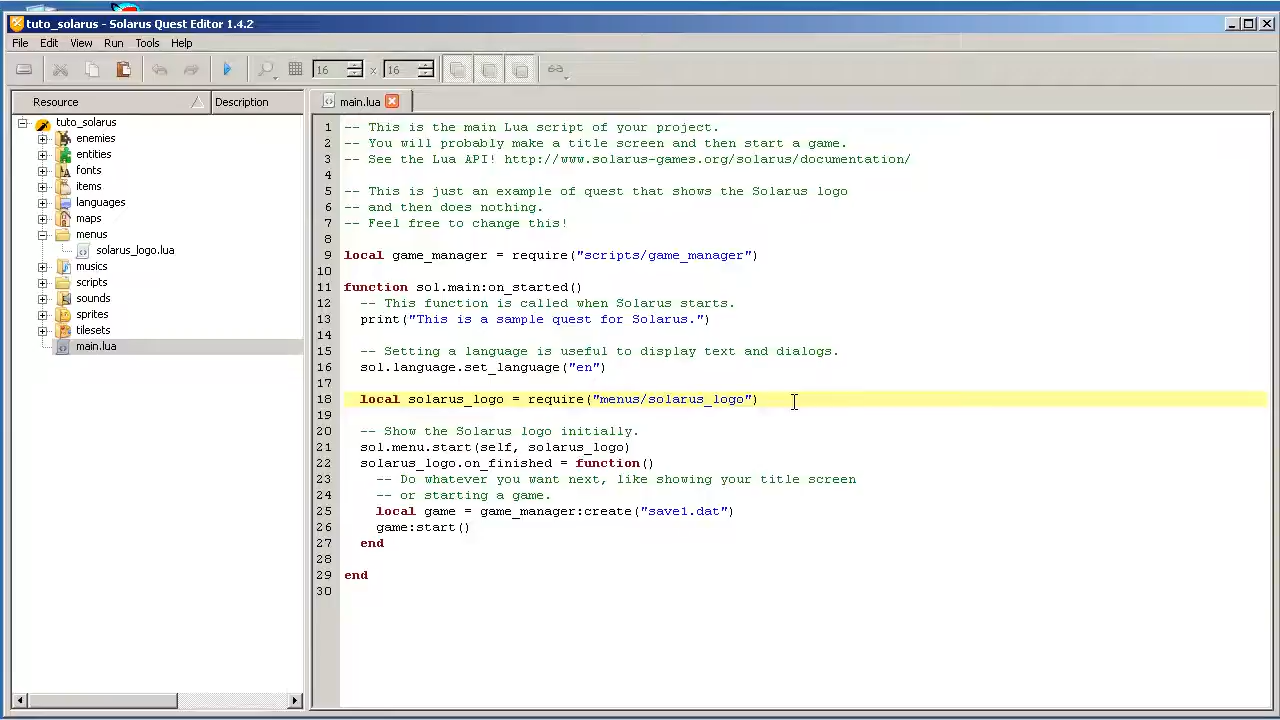 tuto_solarus - Solarus Quest Editor 1.4.2
File Edit View Run Tools Help
16 x 16
Resource Description
tuto_solarus
enemies
entities
fonts
items
languages
maps
menus
solarus_logo.lua
musics
scripts
sounds
sprites
tilesets
main.lua
main.lua
1 -- This is the main Lua script of your project.
2 -- You will probably make a title screen and then start a game.
3 -- See the Lua API! http://www.solarus-games.org/solarus/documentation/
4
5 -- This is just an example of quest that shows the Solarus logo
6 -- and then does nothing.
7 -- Feel free to change this!
8
9 local game_manager = require("scripts/game_manager")
10
11 function sol.main:on_started()
12 -- This function is called when Solarus starts.
13 print("This is a sample quest for Solarus.")
14
15 -- Setting a language is useful to display text and dialogs.
16 sol.language.set_language("en")
17
18 local solarus_logo = require("menus/solarus_logo")
19
20 -- Show the Solarus logo initially.
21 sol.menu.start(self, solarus_logo)
22 solarus_logo.on_finished = function()
23 -- Do whatever you want next, like showing your title screen
24 -- or starting a game.
25 local game = game_manager:create("save1.dat")
26 game:start()
27 end
28
29 end
30